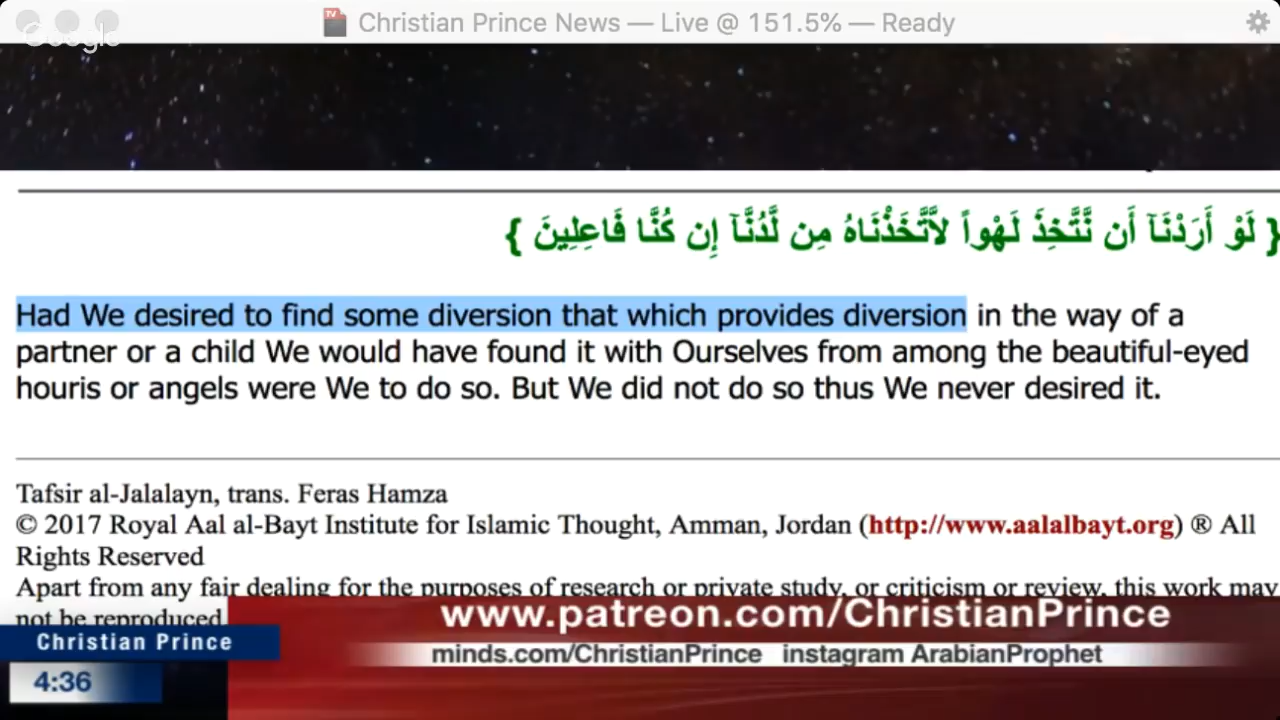 Christian Prince News — Live @ 151.5% — Ready
Google
{ لَوْ أَرَدْنَآ أَن نَّتَّخِذَ لَهْواً لاَّتَّخَذْنَاهُ مِن لَّدُنَّآ إِن كُنَّا فَاعِلِينَ }
Had We desired to find some diversion that which provides diversion in the way of a
partner or a child We would have found it with Ourselves from among the beautiful-eyed
houris or angels were We to do so. But We did not do so thus We never desired it.
Tafsir al-Jalalayn, trans. Feras Hamza
© 2017 Royal Aal al-Bayt Institute for Islamic Thought, Amman, Jordan (http://www.aalalbayt.org) ® All
Rights Reserved
Apart from any fair dealing for the purposes of research or private study, or criticism or review, this work may
not be reproduced
www.patreon.com/ChristianPrince
Christian Prince
minds.com/ChristianPrince instagram ArabianProphet
4:36